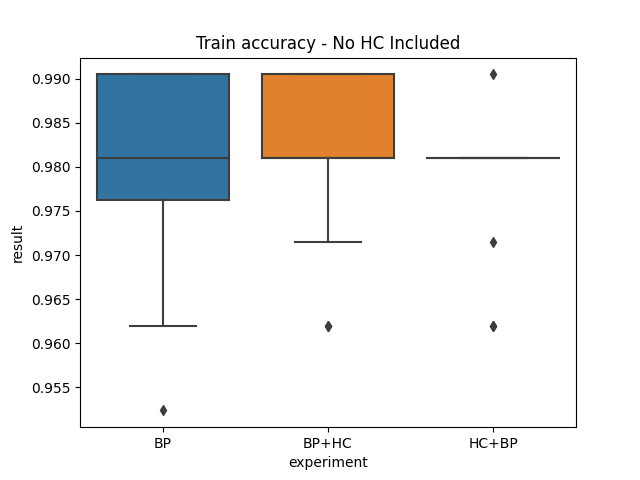 Train accuracy - No HC Included
0.990
0.985
0.980
0.975
0.970
0.965
0.960
0.955
result
BP
BP+HC
HC+BP
experiment